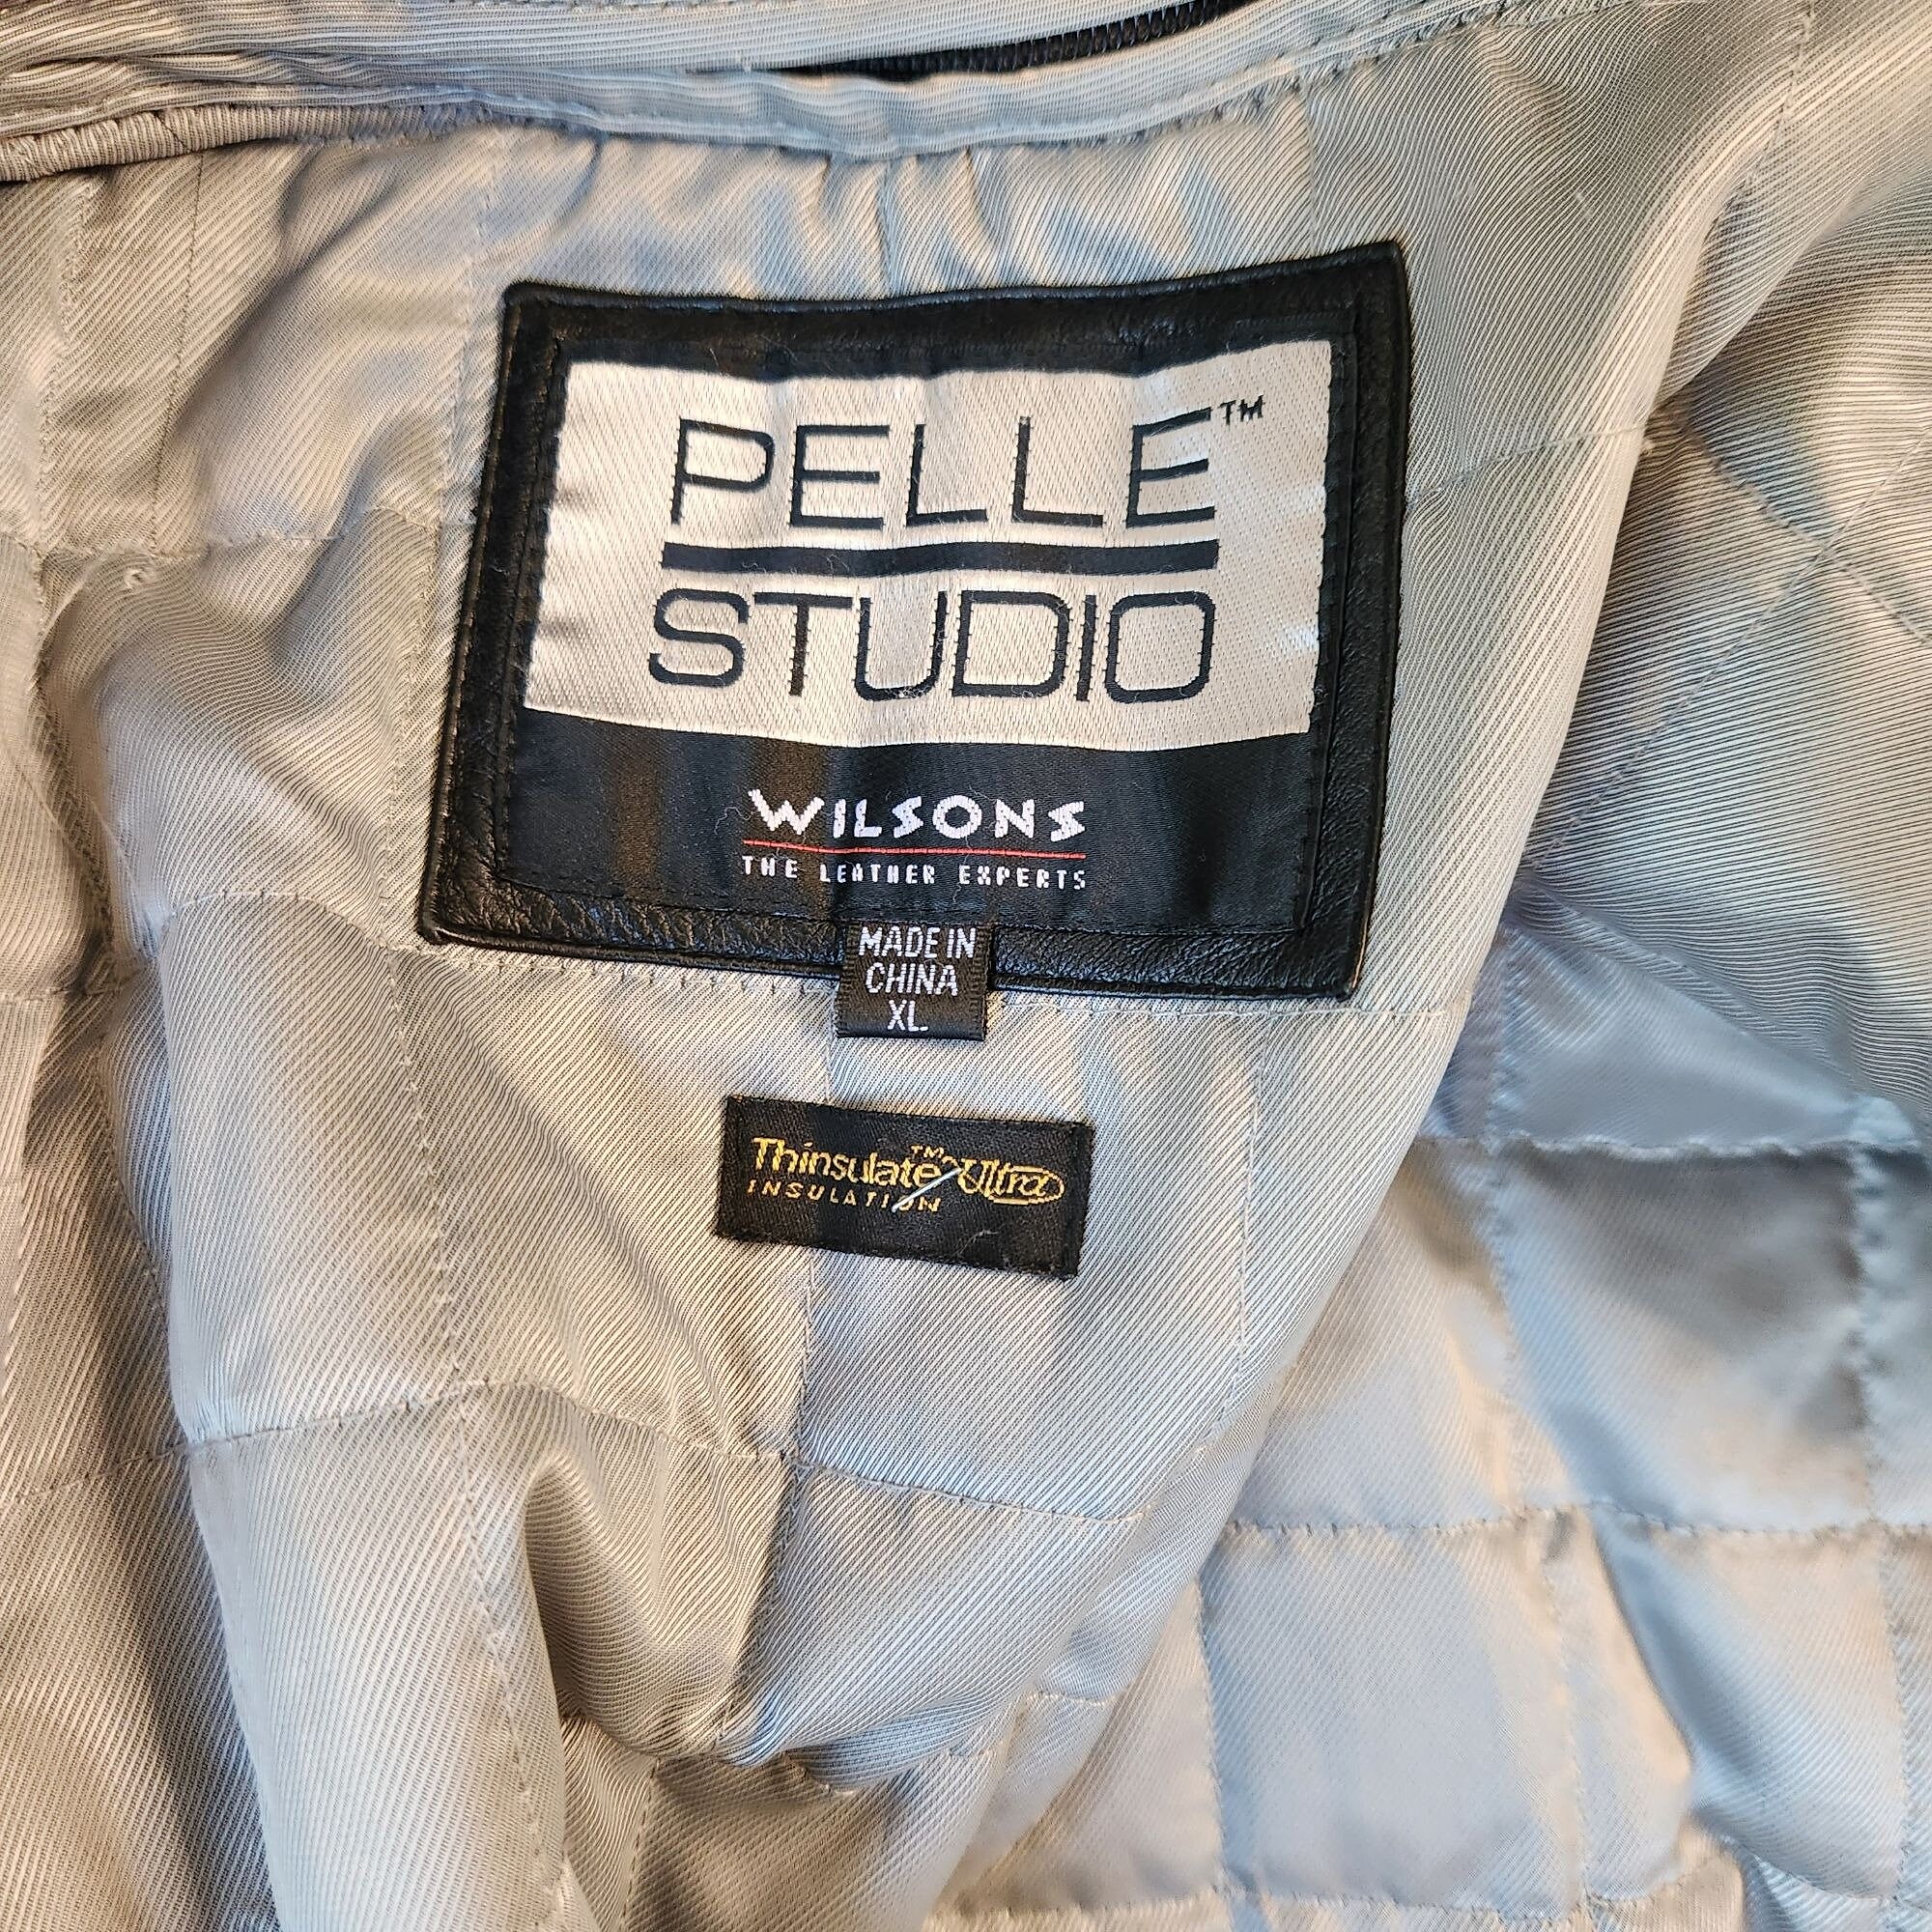 PELLE™
STUDIO
WILSONS
THE LEATHER EXPERTS
MADE IN
CHINA
XL
Thinsulate™ Ultra
INSULATION